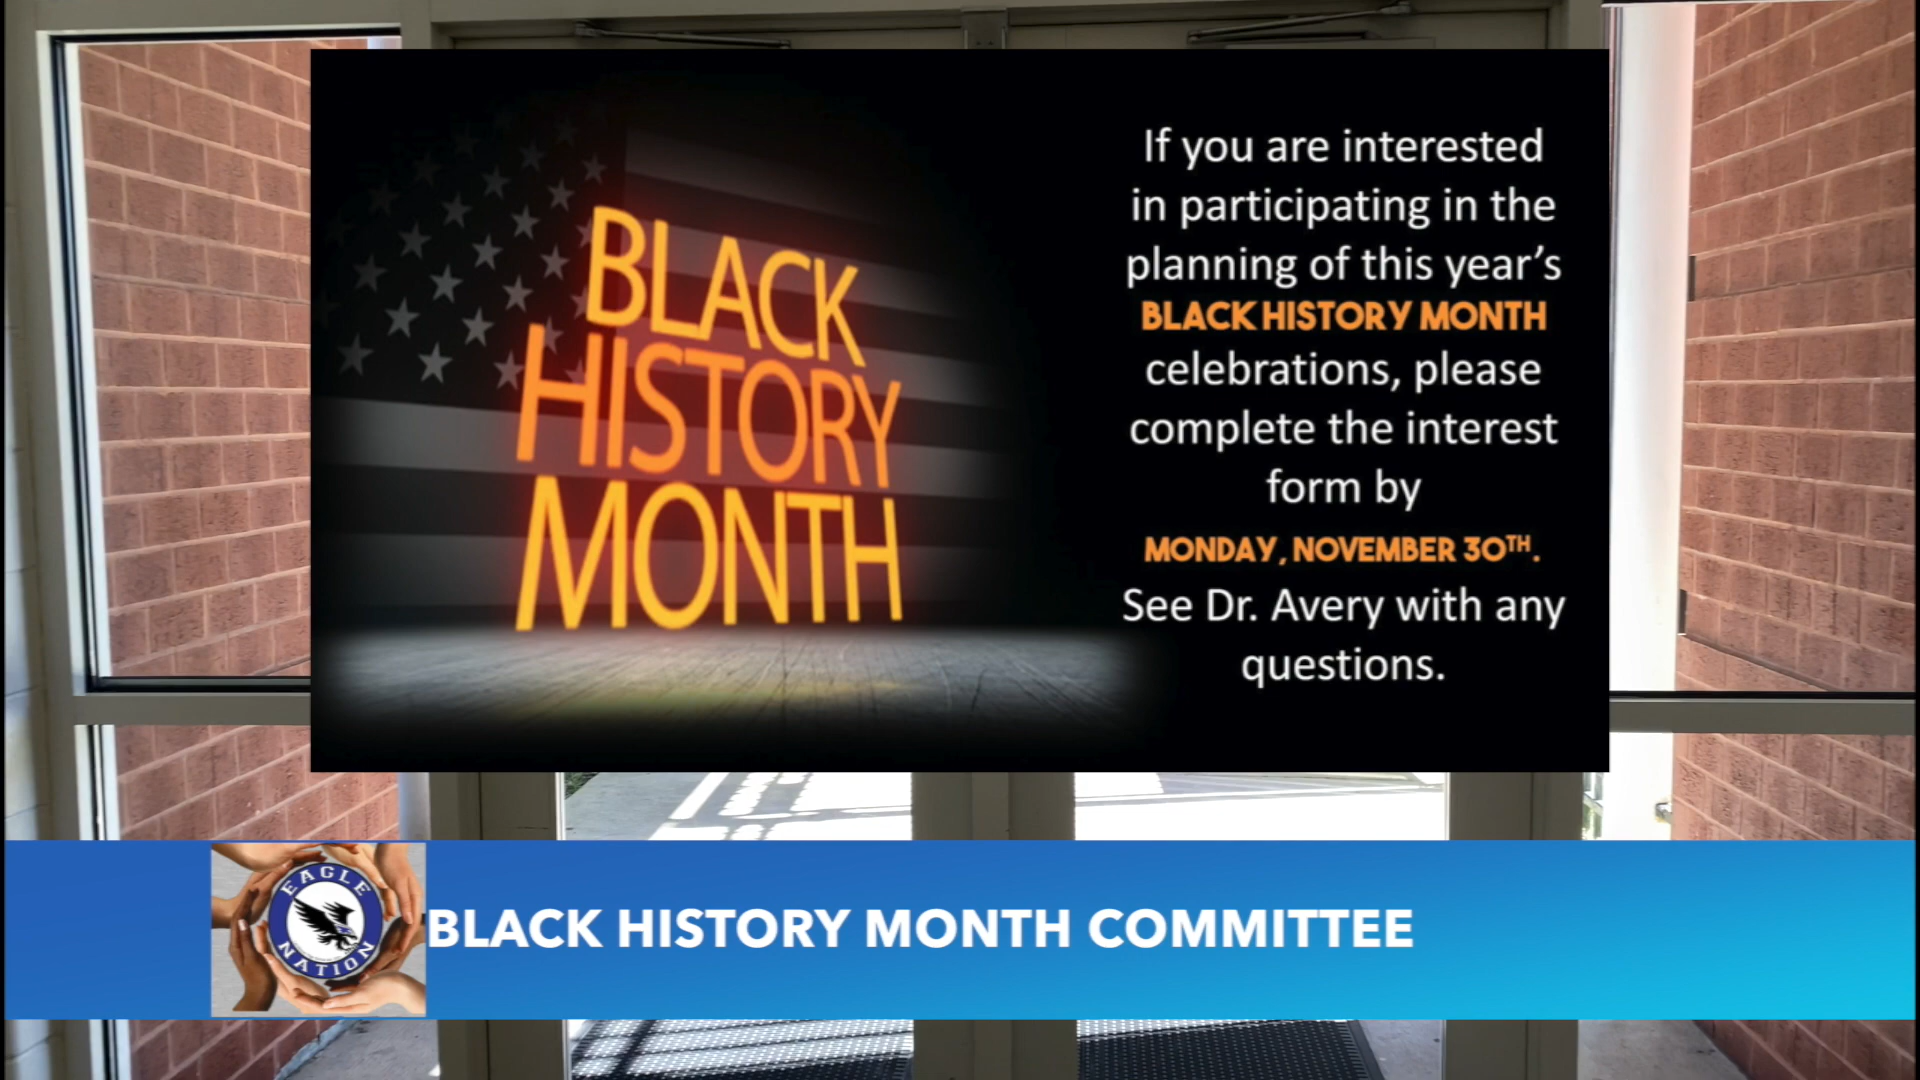 BLACK
HISTORY
MONTH
If you are interested
in participating in the
planning of this year's
BLACK HISTORY MONTH
celebrations, please
complete the interest
form by
MONDAY, NOVEMBER 30TH.
See Dr. Avery with any
questions.
EAGLE
NATION
BLACK HISTORY MONTH COMMITTEE